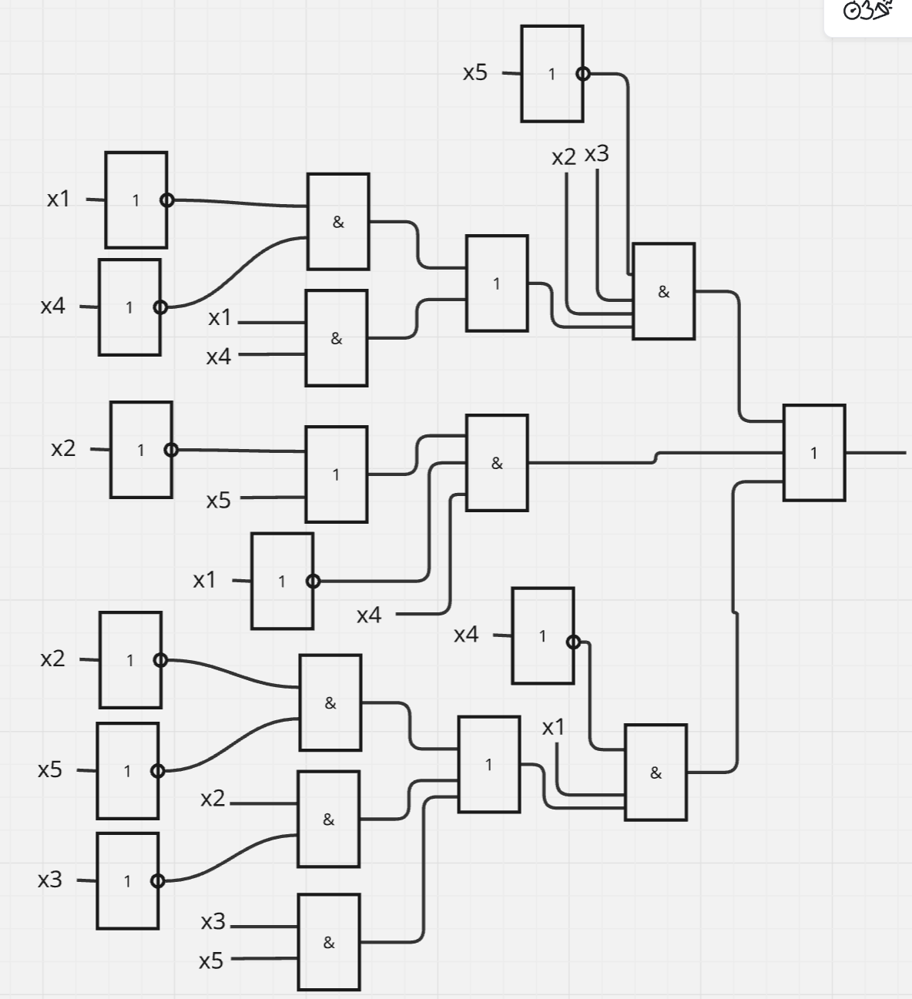 x5 1
x2 x3
x1 1 &
x4 1 1 &
x1 &
x4
x2 1 1 & 1
x5
x1 1
x4
x4 1
x2 1 &
x1
x5 1 1 &
x2 &
x3 1
x3 &
x5